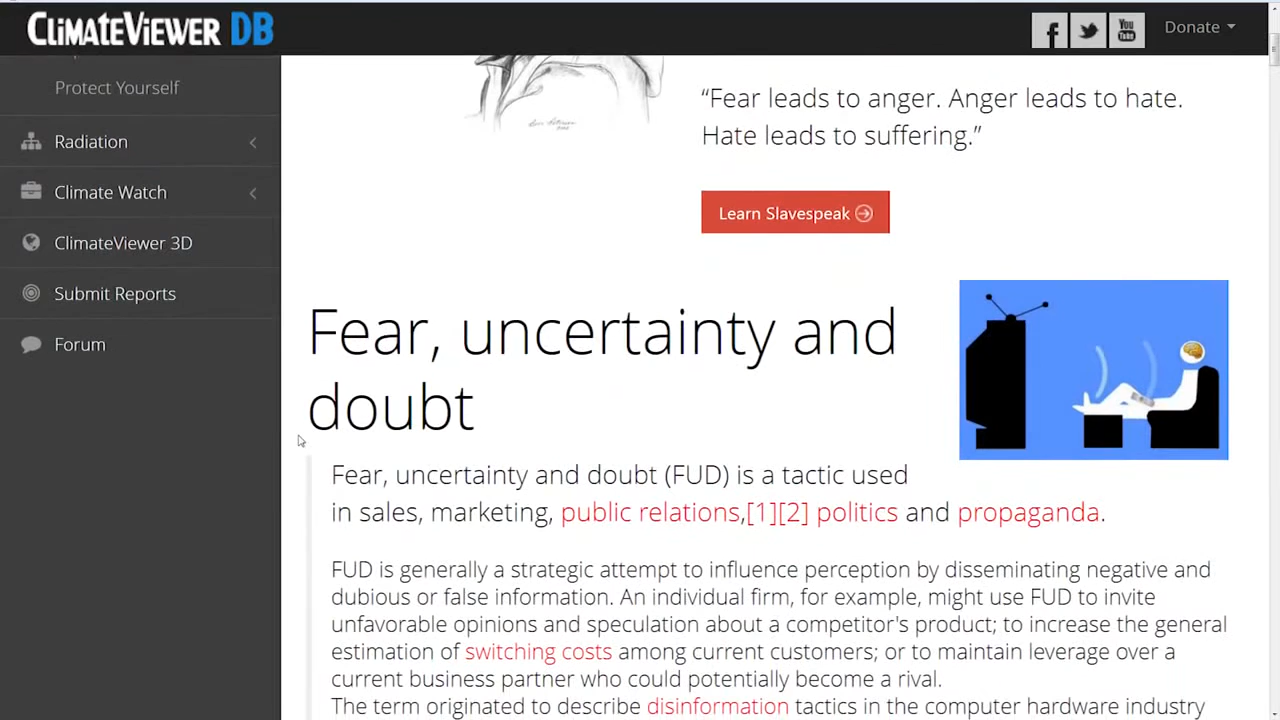 CLiMATEViEWER DB
Donate
Protect Yourself
Radiation
Climate Watch
ClimateViewer 3D
Submit Reports
Forum
“Fear leads to anger. Anger leads to hate.
Hate leads to suffering.”
Learn Slavespeak
Fear, uncertainty and
doubt
Fear, uncertainty and doubt (FUD) is a tactic used
in sales, marketing, public relations,[1][2] politics and propaganda.
FUD is generally a strategic attempt to influence perception by disseminating negative and
dubious or false information. An individual firm, for example, might use FUD to invite
unfavorable opinions and speculation about a competitor's product; to increase the general
estimation of switching costs among current customers; or to maintain leverage over a
current business partner who could potentially become a rival.
The term originated to describe disinformation tactics in the computer hardware industry